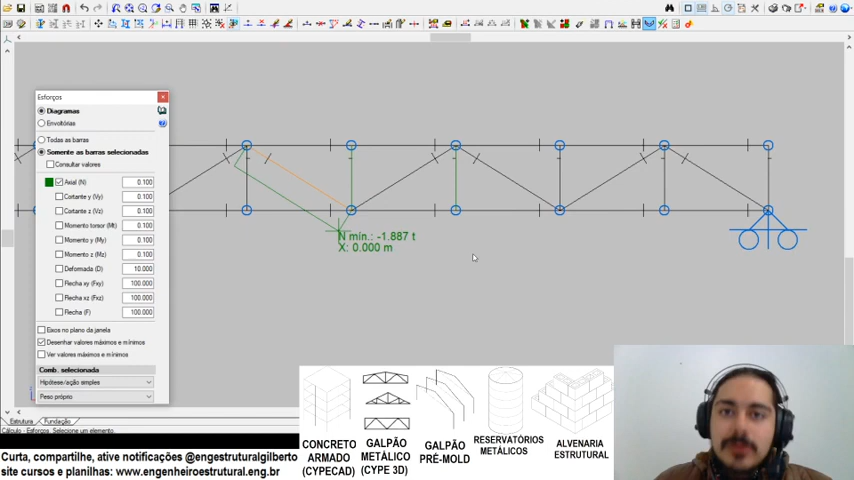 Esforços
Diagramas
Envoltórias
Todas as barras
Somente as barras selecionadas
Consultar valores
Axial (N) 0.100
Cortante y (Vy) 0.100
Cortante z (Vz) 0.100
Momento torsor (Mt) 0.100
Momento y (My) 0.100
Momento z (Mz) 0.100
Deformada (D) 10.000
Flecha xy (Fxy) 100.000
Flecha xz (Fxz) 100.000
Flecha (F) 100.000
Eixos no plano da janela
Desenhar valores máximos e mínimos
Ver valores máximos e mínimos
Comb. selecionada
Hipótese/ação simples
Peso próprio
N mín.: -1.887 t
X: 0.000 m
Estrutura Fundação
Cálculo - Esforços. Selecione um elemento.
Curta, compartilhe, ative notificações @engestruturalgilberto
site cursos e planilhas: www.engenheiroestrutural.eng.br
CONCRETO
ARMADO
(CYPECAD)
GALPÃO
METÁLICO
(CYPE 3D)
GALPÃO
PRÉ-MOLD
RESERVATÓRIOS
METÁLICOS
ALVENARIA
ESTRUTURAL